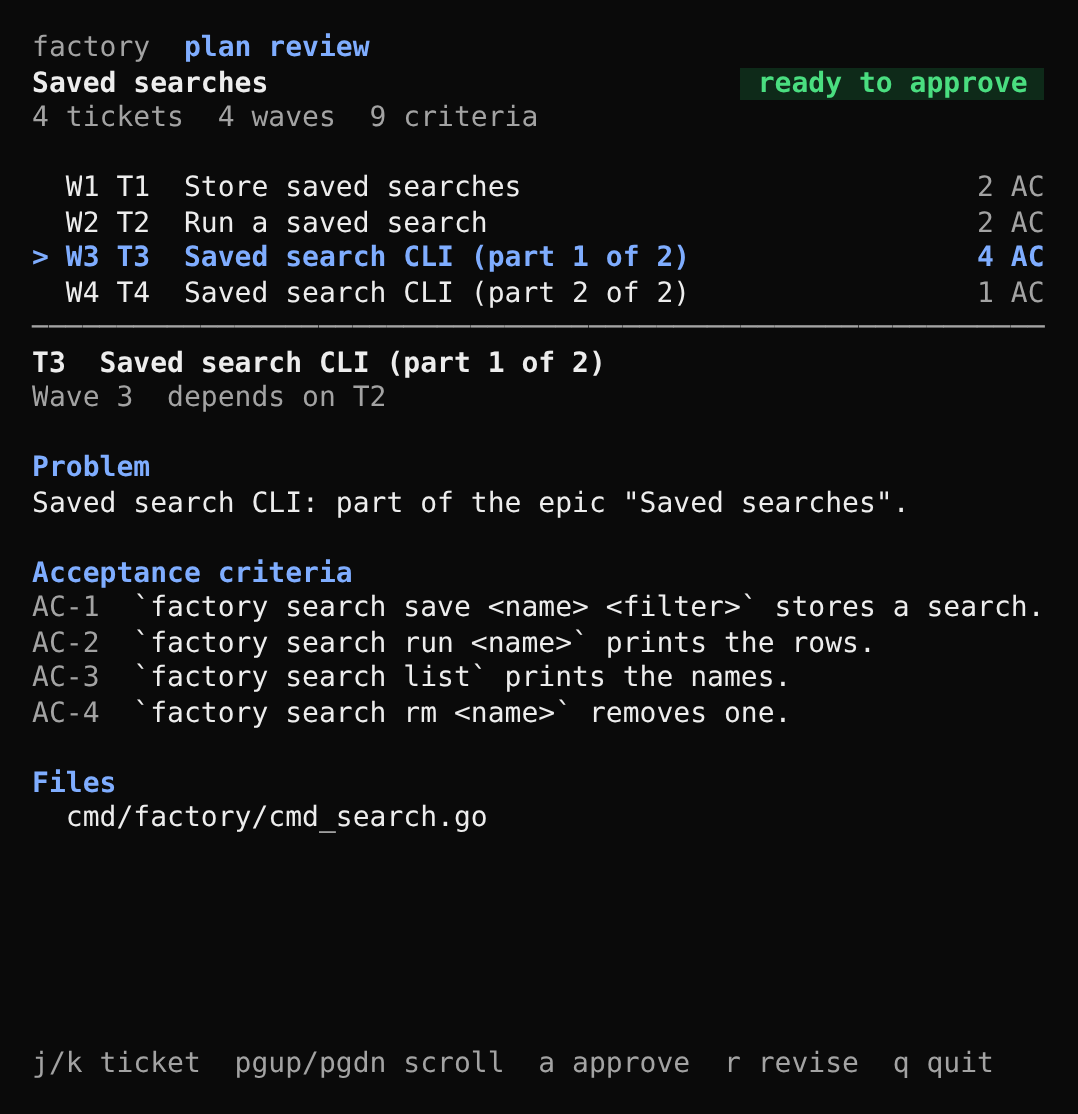 factory  plan review
Saved searches  ready to approve
4 tickets  4 waves  9 criteria
W1 T1  Store saved searches  2 AC
W2 T2  Run a saved search  2 AC
> W3 T3  Saved search CLI (part 1 of 2)  4 AC
W4 T4  Saved search CLI (part 2 of 2)  1 AC
T3  Saved search CLI (part 1 of 2)
Wave 3  depends on T2
Problem
Saved search CLI: part of the epic "Saved searches".
Acceptance criteria
AC-1  `factory search save <name> <filter>` stores a search.
AC-2  `factory search run <name>` prints the rows.
AC-3  `factory search list` prints the names.
AC-4  `factory search rm <name>` removes one.
Files
cmd/factory/cmd_search.go
j/k ticket  pgup/pgdn scroll  a approve  r revise  q quit